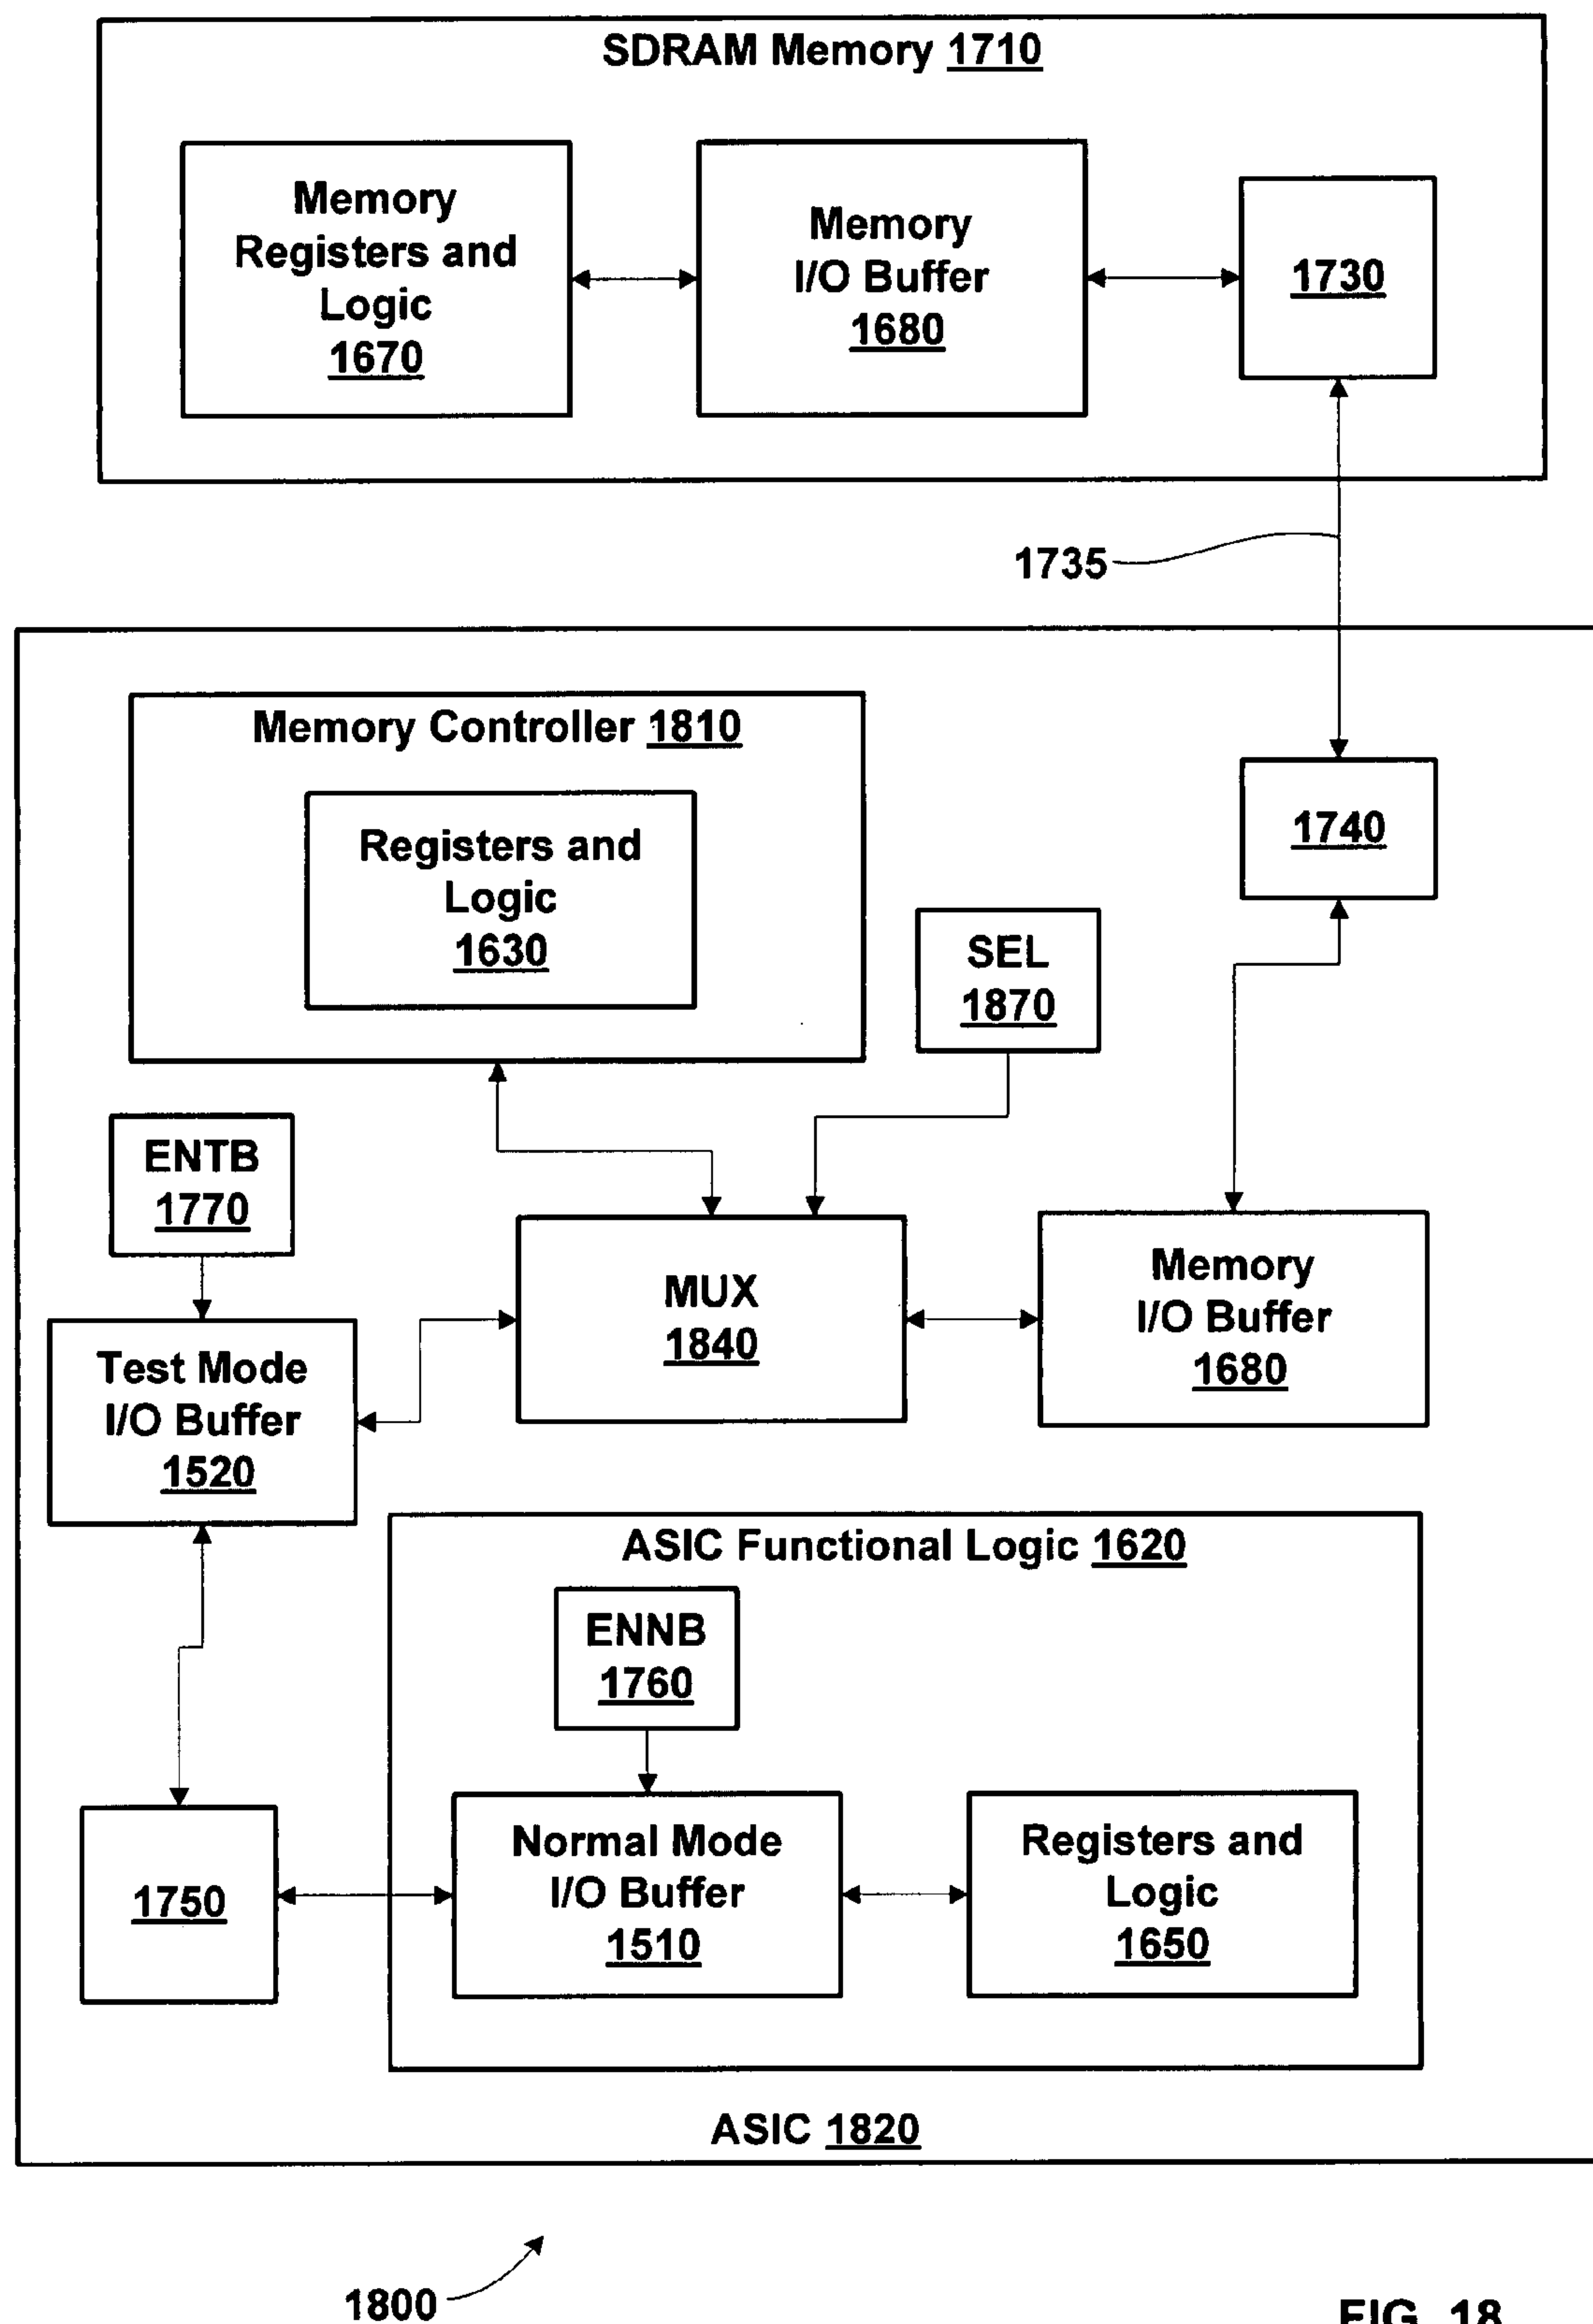 SDRAM Memory 1710
Memory
Registers and
Logic
1670
Memory
I/O Buffer
1680
1730
1735
Memory Controller 1810
Registers and
Logic
1630
1740
SEL
1870
ENTB
1770
MUX
1840
Memory
I/O Buffer
1680
Test Mode
I/O Buffer
1520
ASIC Functional Logic 1620
ENNB
1760
Normal Mode
I/O Buffer
1510
Registers and
Logic
1650
1750
ASIC 1820
1800
FIG. 18